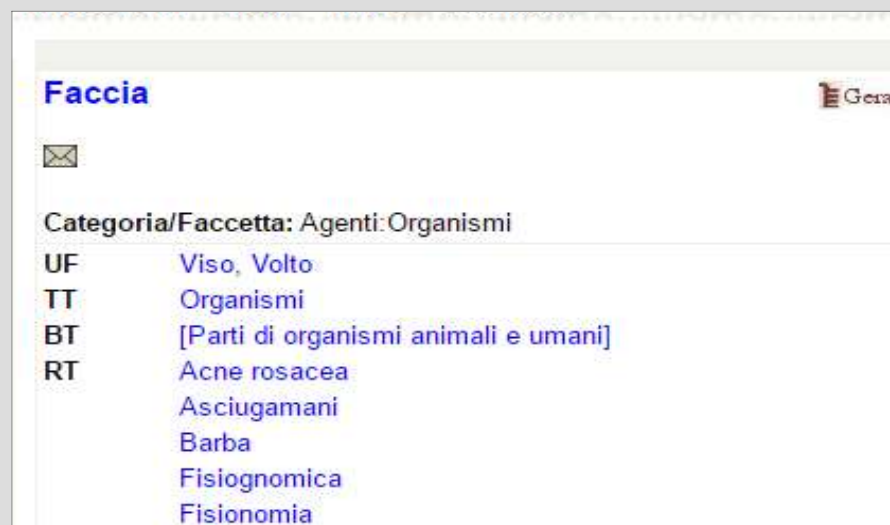 Faccia
Categoria/Faccetta: Agenti:Organismi
UF Viso, Volto
TT Organismi
BT [Parti di organismi animali e umani]
RT Acne rosacea
Asciugamani
Barba
Fisiognomica
Fisionomia